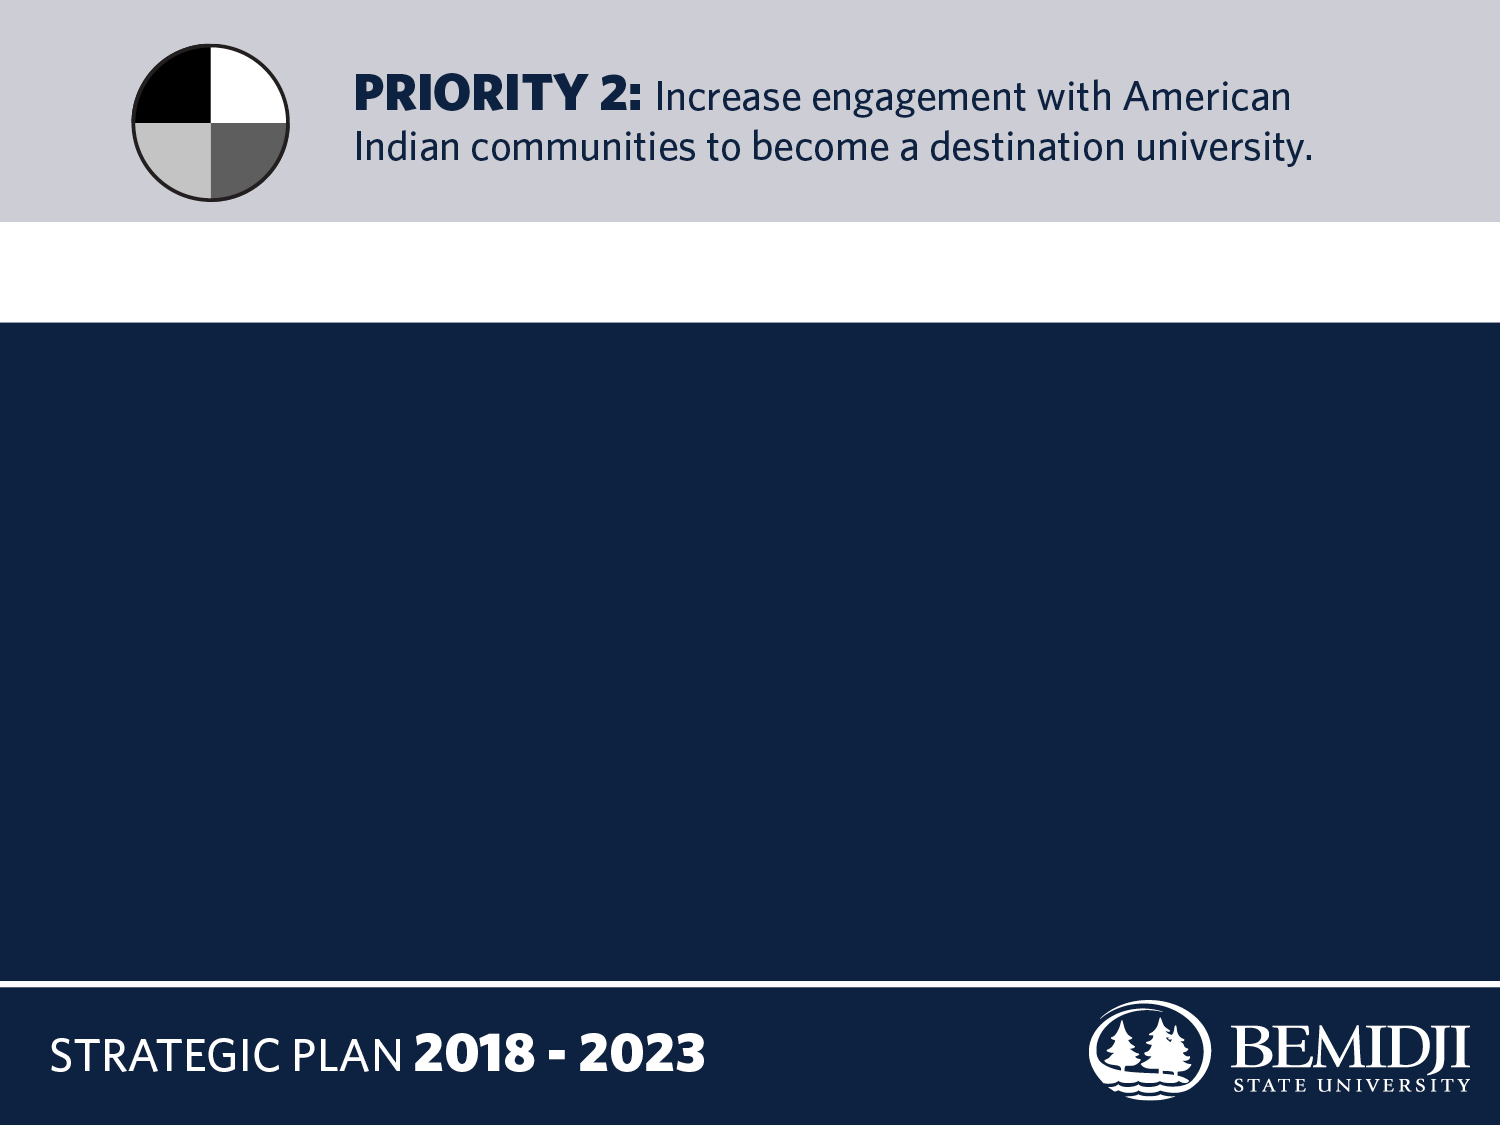 PRIORITY 2: Increase engagement with American
Indian communities to become a destination university.
STRATEGIC PLAN 2018 - 2023
BEMIDJI
STATE UNIVERSITY